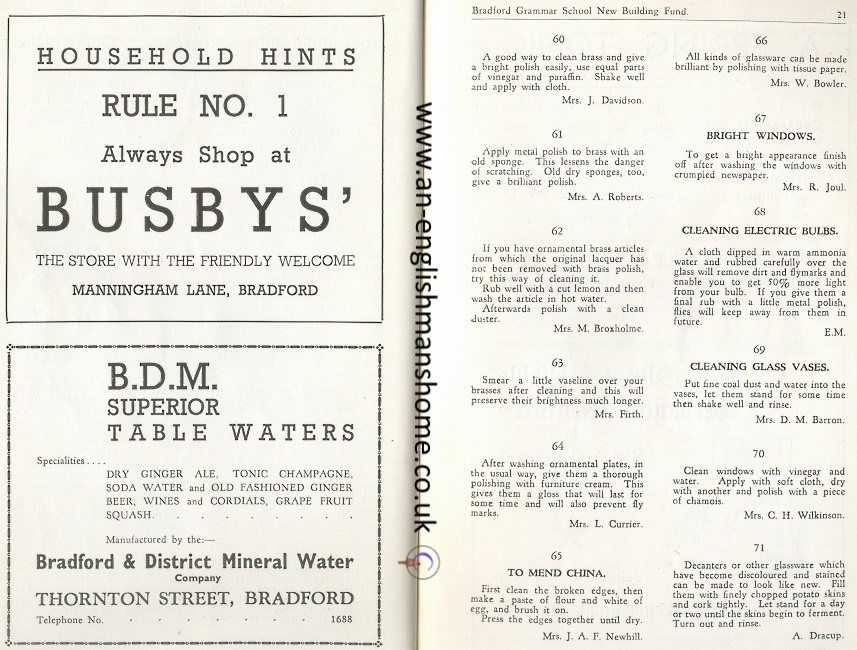 HOUSEHOLD HINTS
RULE NO. 1
Always Shop at
BUSBYS'
THE STORE WITH THE FRIENDLY WELCOME
MANNINGHAM LANE, BRADFORD
B.D.M.
SUPERIOR
TABLE WATERS
Specialities . . . .
DRY GINGER ALE, TONIC CHAMPAGNE,
SODA WATER and OLD FASHIONED GINGER
BEER, WINES and CORDIALS, GRAPE FRUIT
SQUASH. . . . . . . . .
Manufactured by the:—
Bradford & District Mineral Water
Company
THORNTON STREET, BRADFORD
Telephone No. - - - - - - 1688
www.an-englishmanshome.co.uk
Bradford Grammar School New Building Fund. 21
60
A good way to clean brass and give
a bright polish easily, use equal parts
of vinegar and paraffin. Shake well
and apply with cloth.
Mrs. J. Davidson.
61
Apply metal polish to brass with an
old sponge. This lessens the danger
of scratching. Old dry sponges, too,
give a brilliant polish.
Mrs. A. Roberts.
62
If you have ornamental brass articles
from which the original lacquer has
not been removed with brass polish,
try this way of cleaning it.
Rub well with a cut lemon and then
wash the article in hot water.
Afterwards polish with a clean
duster.
Mrs. M. Broxholme.
63
Smear a little vaseline over your
brasses after cleaning and this will
preserve their brightness much longer.
Mrs. Firth.
64
After washing ornamental plates, in
the usual way, give them a thorough
polishing with furniture cream. This
gives them a gloss that will last for
some time and will also prevent fly
marks.
Mrs. L. Currier.
65
TO MEND CHINA.
First clean the broken edges, then
make a paste of flour and white of
egg, and brush it on.
Press the edges together until dry.
Mrs. J. A. F. Newhill.
66
All kinds of glassware can be made
brilliant by polishing with tissue paper.
Mrs. W. Bowler.
67
BRIGHT WINDOWS.
To get a bright appearance finish
off after washing the windows with
crumpled newspaper.
Mrs. R. Joul.
68
CLEANING ELECTRIC BULBS.
A cloth dipped in warm ammonia
water and rubbed carefully over the
glass will remove dirt and flymarks and
enable you to get 50% more light
from your bulb. If you give them a
final rub with a little metal polish,
flies will keep away from them in
future.
E.M.
69
CLEANING GLASS VASES.
Put fine coal dust and water into the
vases, let them stand for some time
then shake well and rinse.
Mrs. D. M. Barron.
70
Clean windows with vinegar and
water. Apply with soft cloth, dry
with another and polish with a piece
of chamois.
Mrs. C. H. Wilkinson.
71
Decanters or other glassware which
have become discoloured and stained
can be made to look like new. Fill
them with finely chopped potato skins
and cork tightly. Let stand for a day
or two until the skins begin to ferment.
Turn out and rinse.
A. Dracup.